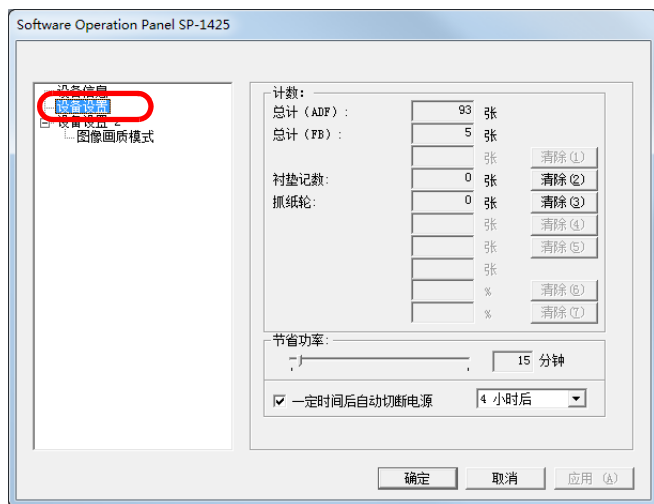 Software Operation Panel SP-1425
设备信息
设备设置
设备设置 2
图像画质模式
计数:
总计 (ADF) : 93 张
总计 (FB) : 5 张
张 清除(1)
衬垫记数: 0 张 清除(2)
抓纸轮: 0 张 清除(3)
张 清除(4)
张 清除(5)
张
% 清除(6)
% 清除(7)
节省功率:
15 分钟
一定时间后自动切断电源 4 小时后
确定 取消 应用 (A)